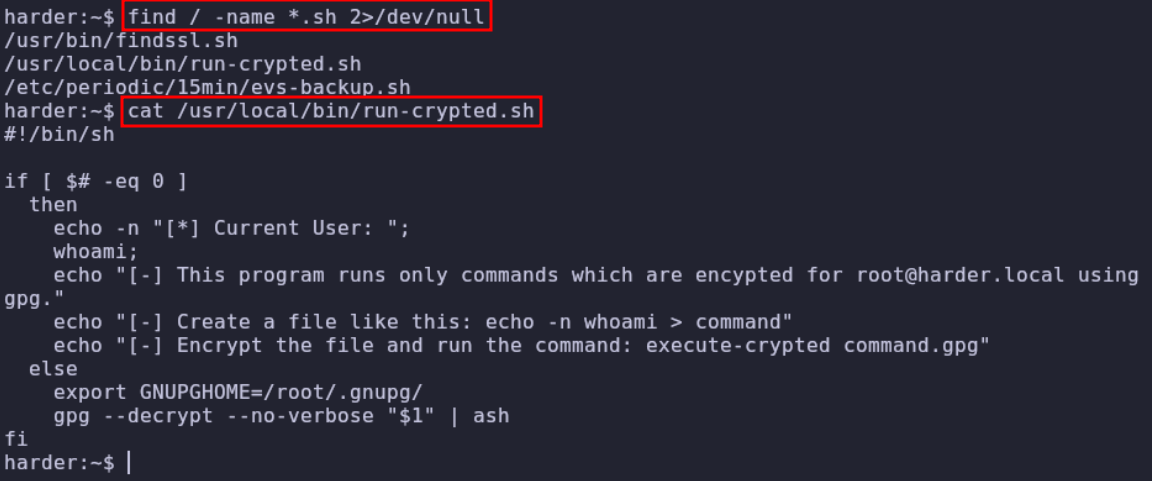 harder:~$ find / -name *.sh 2>/dev/null
/usr/bin/findssl.sh
/usr/local/bin/run-crypted.sh
/etc/periodic/15min/evs-backup.sh
harder:~$ cat /usr/local/bin/run-crypted.sh
#!/bin/sh

if [ $# -eq 0 ]
  then
    echo -n "[*] Current User: ";
    whoami;
    echo "[-] This program runs only commands which are encypted for root@harder.local using
gpg."
    echo "[-] Create a file like this: echo -n whoami > command"
    echo "[-] Encrypt the file and run the command: execute-crypted command.gpg"
  else
    export GNUPGHOME=/root/.gnupg/
    gpg --decrypt --no-verbose "$1" | ash
fi
harder:~$